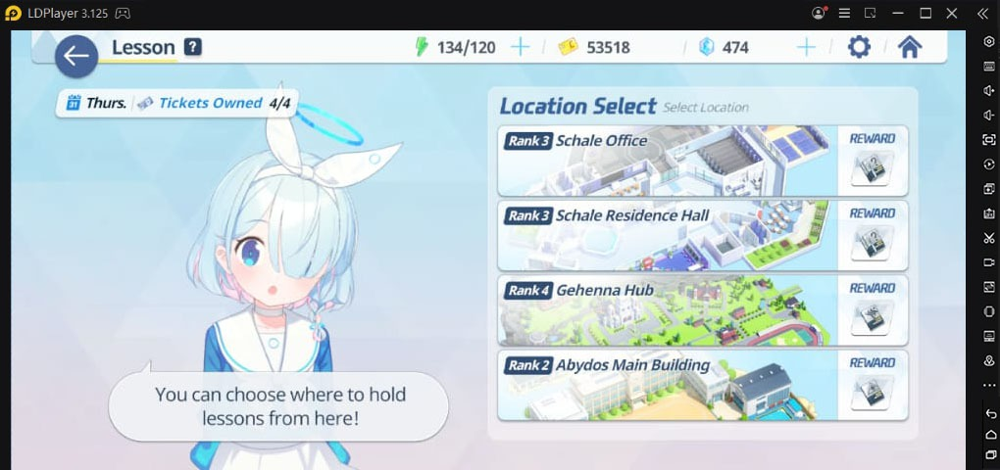 LDPlayer 3.125
Lesson ?
134/120
53518
474
31 Thurs. Tickets Owned 4/4
Location Select Select Location
Rank 3 Schale Office
REWARD
Rank 3 Schale Residence Hall
REWARD
Rank 4 Gehenna Hub
REWARD
Rank 2 Abydos Main Building
REWARD
You can choose where to hold
lessons from here!